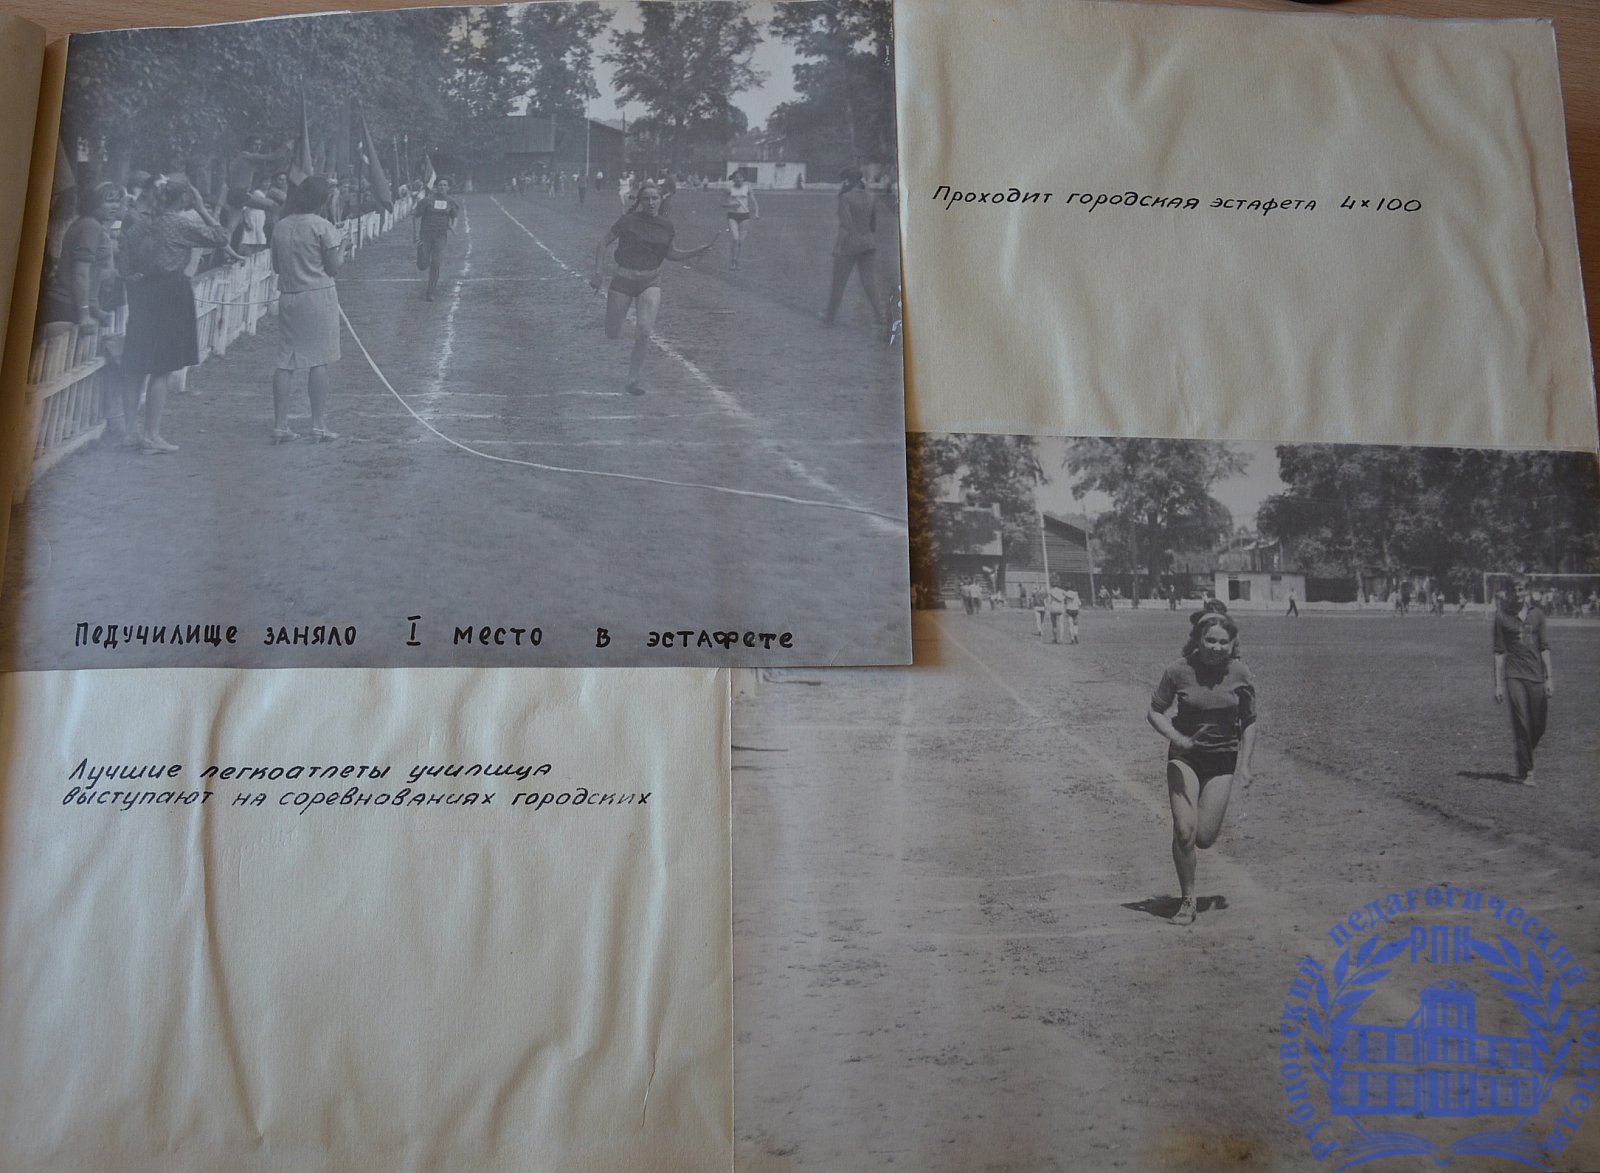 Проходит городская эстафета 4×100
Педучилище заняло I место в эстафете
Лучшие легкоатлеты училища
выступают на соревнованиях городских
Рубцовский педагогический колледж
РПК